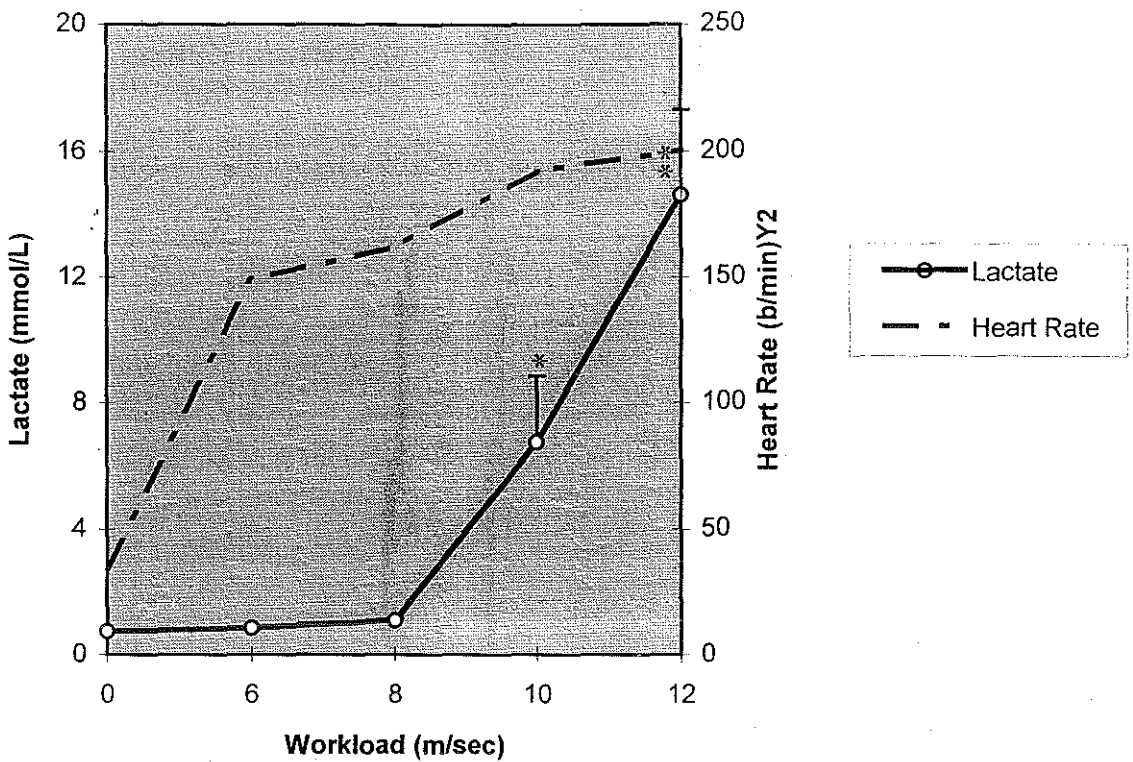 20
16
12
8
4
0
Lactate (mmol/L)
250
200
150
100
50
0
Heart Rate (b/min)Y2
*
*
*
0 6 8 10 12
Workload (m/sec)
Lactate
Heart Rate